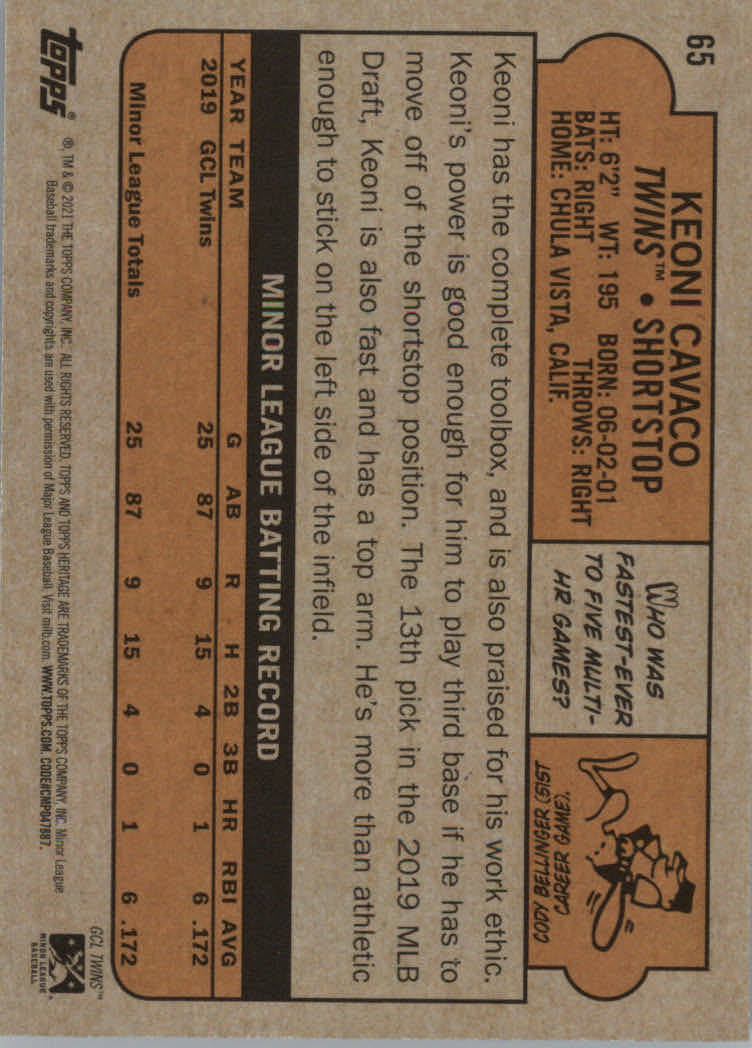 65
KEONI CAVACO
TWINS™ • SHORTSTOP
HT: 6'2" WT: 195 BORN: 06-02-01
BATS: RIGHT THROWS: RIGHT
HOME: CHULA VISTA, CALIF.
WHO WAS
FASTEST-EVER
TO FIVE MULTI-
HR GAMES?
CODY BELLINGER (51ST
CAREER GAME).
Keoni has the complete toolbox, and is also praised for his work ethic.
Keoni's power is good enough for him to play third base if he has to
move off of the shortstop position. The 13th pick in the 2019 MLB
Draft, Keoni is also fast and has a top arm. He's more than athletic
enough to stick on the left side of the infield.
MINOR LEAGUE BATTING RECORD
YEAR TEAM G AB R H 2B 3B HR RBI AVG
2019 GCL Twins 25 87 9 15 4 0 1 6 .172
Minor League Totals 25 87 9 15 4 0 1 6 .172
GCL TWINS™
topps®
®, TM & © 2021 THE TOPPS COMPANY, INC. ALL RIGHTS RESERVED. TOPPS AND TOPPS HERITAGE ARE TRADEMARKS OF THE TOPPS COMPANY, INC. Minor League
Baseball trademarks and copyrights are used with permission of Major League Baseball. Visit milb.com. WWW.TOPPS.COM. CODE#CMP047887.
MINOR LEAGUE
BASEBALL®